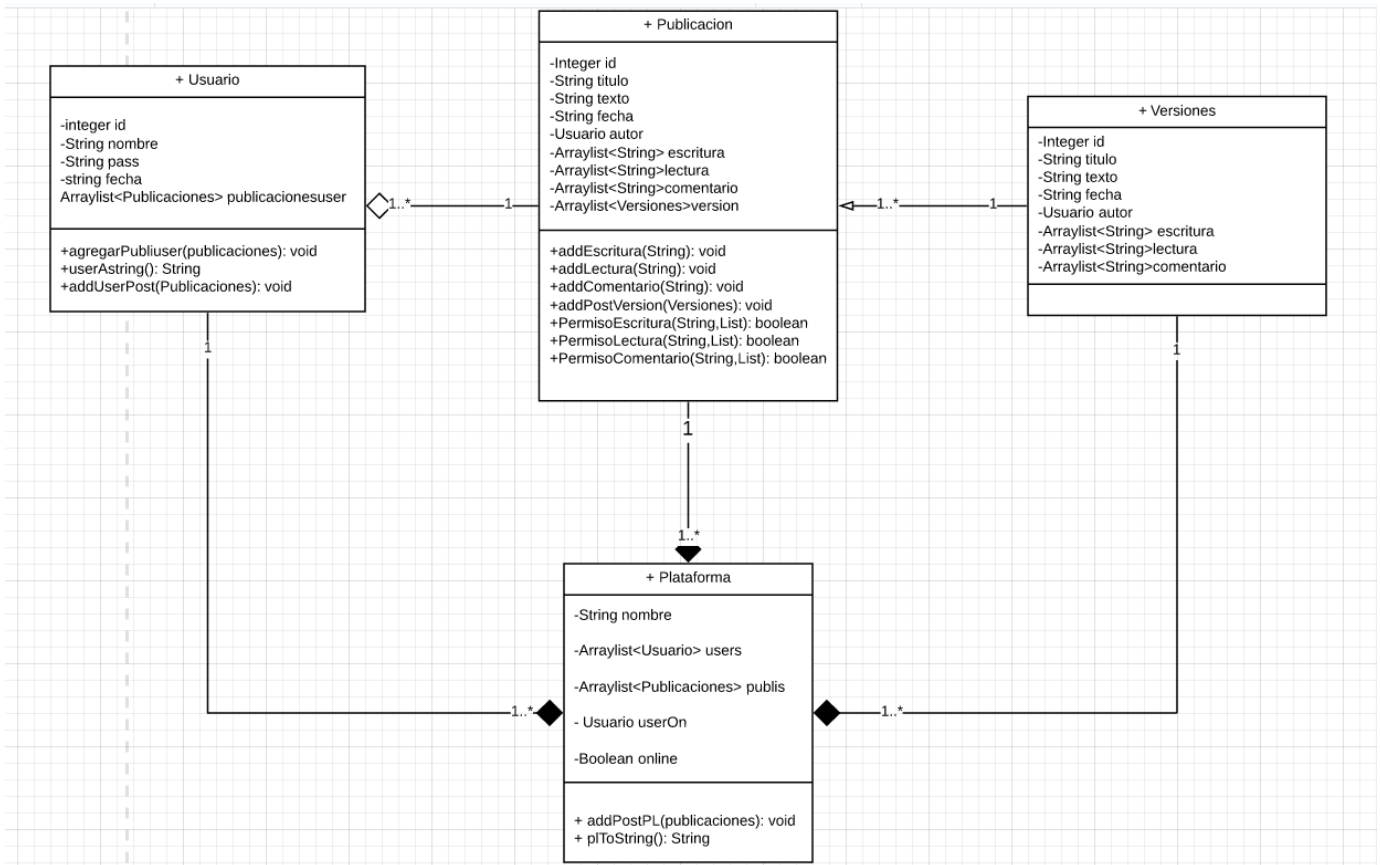 + Usuario
-integer id
-String nombre
-String pass
-string fecha
Arraylist<Publicaciones> publicacionesuser
+agregarPubliuser(publicaciones): void
+userAstring(): String
+addUserPost(Publicaciones): void
1..*
1
+ Publicacion
-Integer id
-String titulo
-String texto
-String fecha
-Usuario autor
-Arraylist<String> escritura
-Arraylist<String>lectura
-Arraylist<String>comentario
-Arraylist<Versiones>version
+addEscritura(String): void
+addLectura(String): void
+addComentario(String): void
+addPostVersion(Versiones): void
+PermisoEscritura(String,List): boolean
+PermisoLectura(String,List): boolean
+PermisoComentario(String,List): boolean
1..*
1
+ Versiones
-Integer id
-String titulo
-String texto
-String fecha
-Usuario autor
-Arraylist<String> escritura
-Arraylist<String>lectura
-Arraylist<String>comentario
1
1
1
1..*
1..*
1..*
+ Plataforma
-String nombre
-Arraylist<Usuario> users
-Arraylist<Publicaciones> publis
- Usuario userOn
-Boolean online
+ addPostPL(publicaciones): void
+ plToString(): String